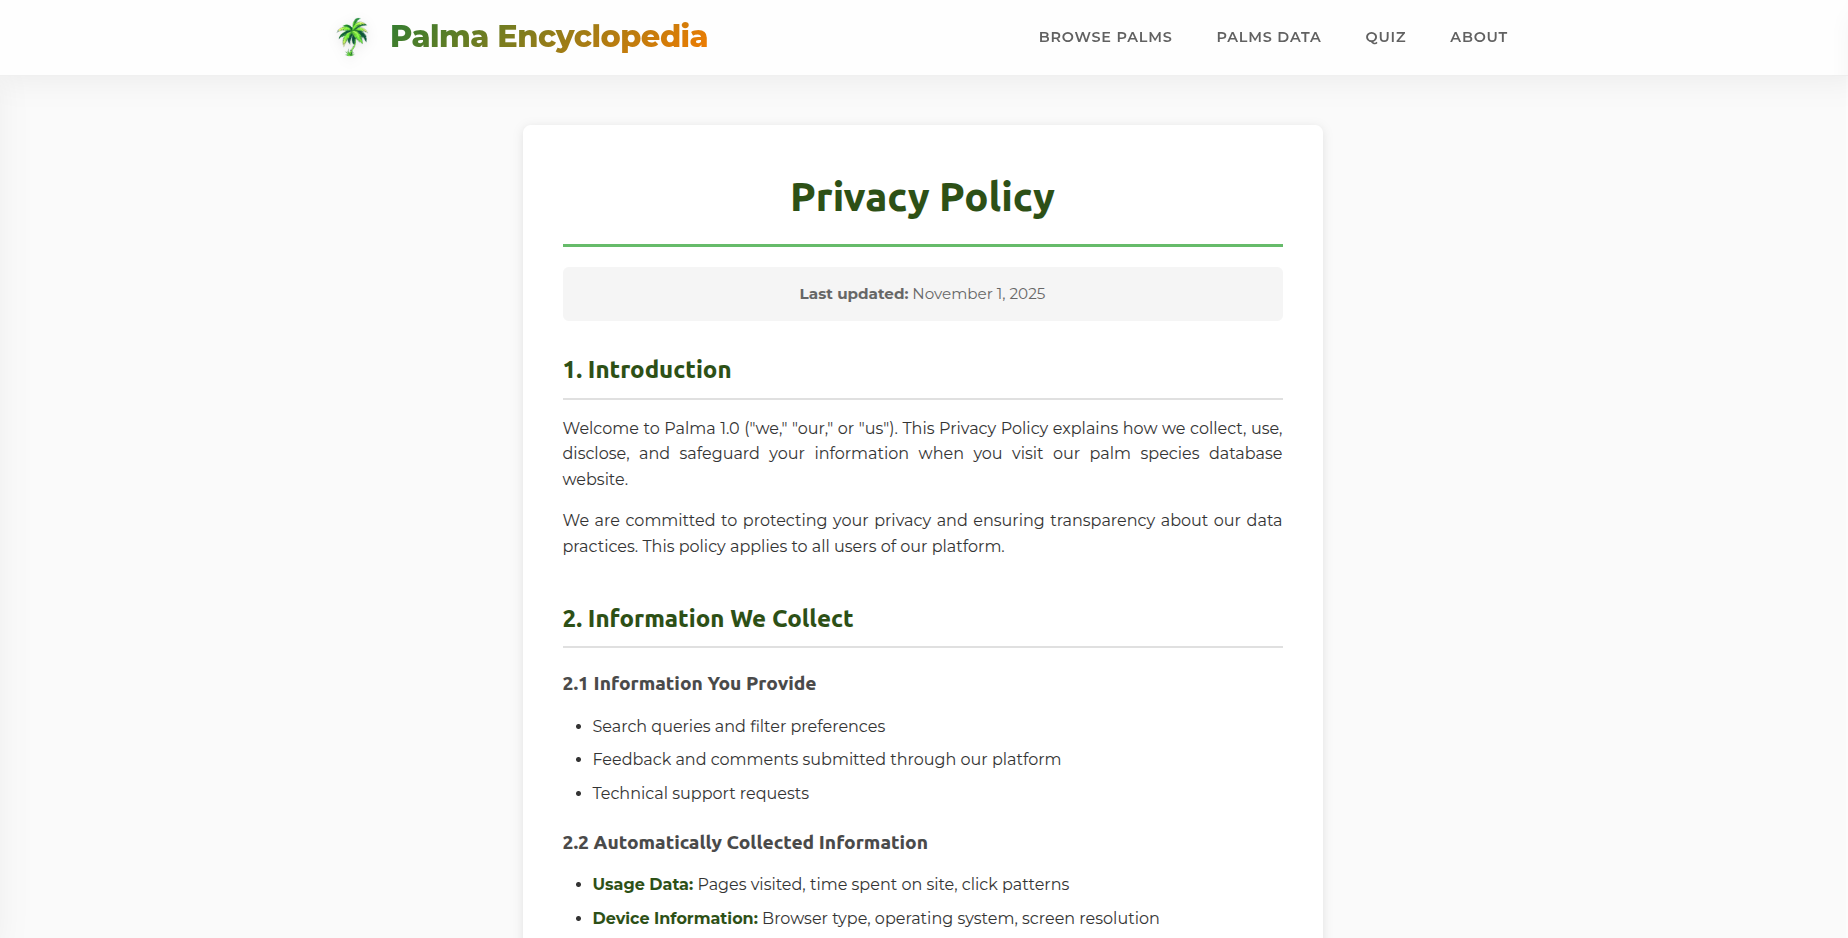 Palma Encyclopedia
BROWSE PALMS
PALMS DATA
QUIZ
ABOUT
Privacy Policy
Last updated: November 1, 2025
1. Introduction
Welcome to Palma 1.0 ("we," "our," or "us"). This Privacy Policy explains how we collect, use,
disclose, and safeguard your information when you visit our palm species database
website.
We are committed to protecting your privacy and ensuring transparency about our data
practices. This policy applies to all users of our platform.
2. Information We Collect
2.1 Information You Provide
• Search queries and filter preferences
• Feedback and comments submitted through our platform
• Technical support requests
2.2 Automatically Collected Information
• Usage Data: Pages visited, time spent on site, click patterns
• Device Information: Browser type, operating system, screen resolution